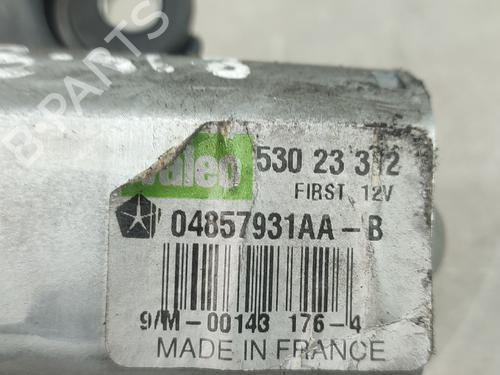 B-PARTS
Valeo 530 23 312
FIRST 12V
04857931AA-B
9/M-00143 176-4
MADE IN FRANCE